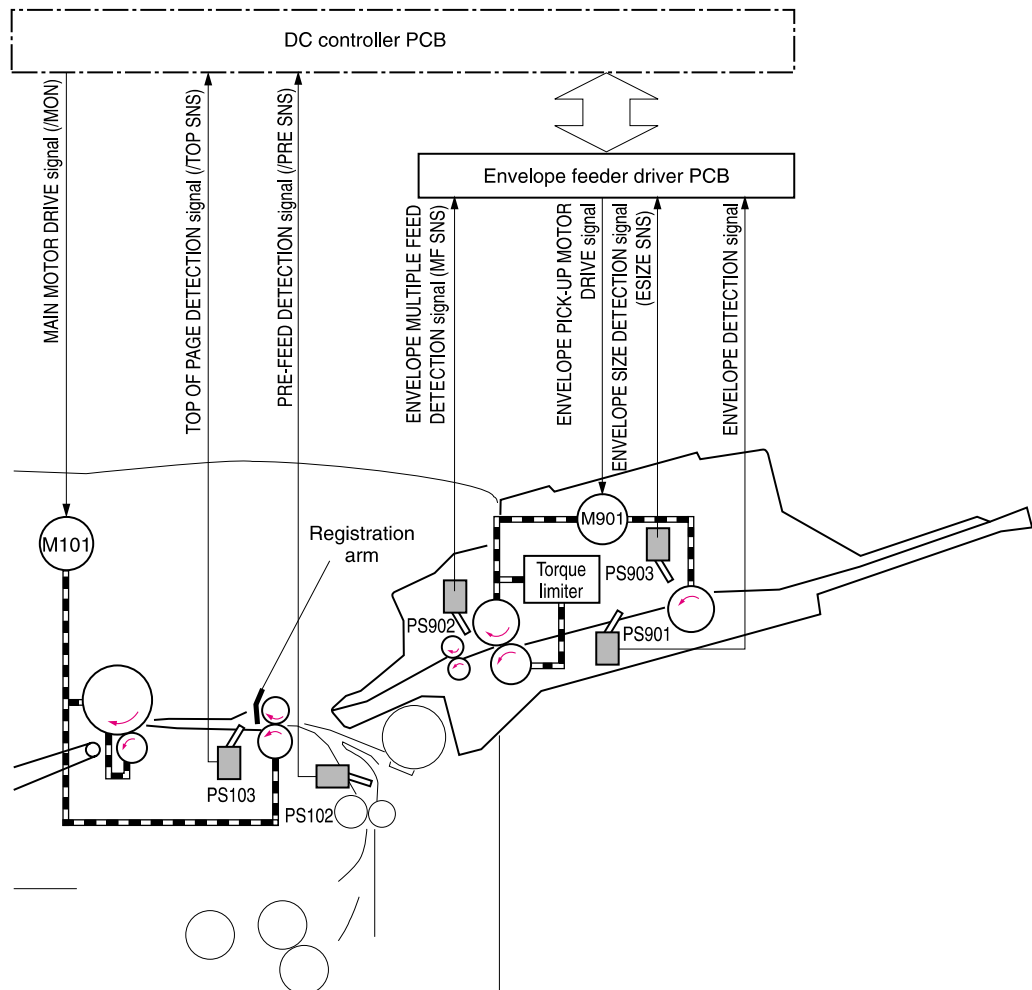 DC controller PCB
MAIN MOTOR DRIVE signal (/MON)
TOP OF PAGE DETECTION signal (/TOP SNS)
PRE-FEED DETECTION signal (/PRE SNS)
Envelope feeder driver PCB
ENVELOPE MULTIPLE FEED
DETECTION signal (MF SNS)
ENVELOPE PICK-UP MOTOR
DRIVE signal
ENVELOPE SIZE DETECTION signal
(ESIZE SNS)
ENVELOPE DETECTION signal
M101
Registration
arm
M901
PS903
Torque
limiter
PS902
PS901
PS103
PS102